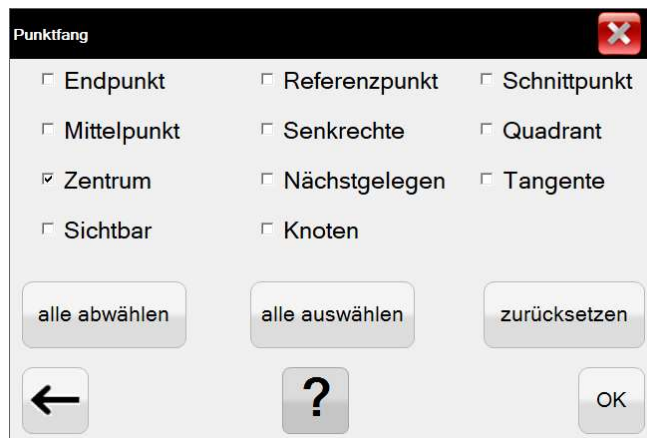 Punktfang
Endpunkt Referenzpunkt Schnittpunkt
Mittelpunkt Senkrechte Quadrant
Zentrum Nächstgelegen Tangente
Sichtbar Knoten
alle abwählen alle auswählen zurücksetzen
? OK